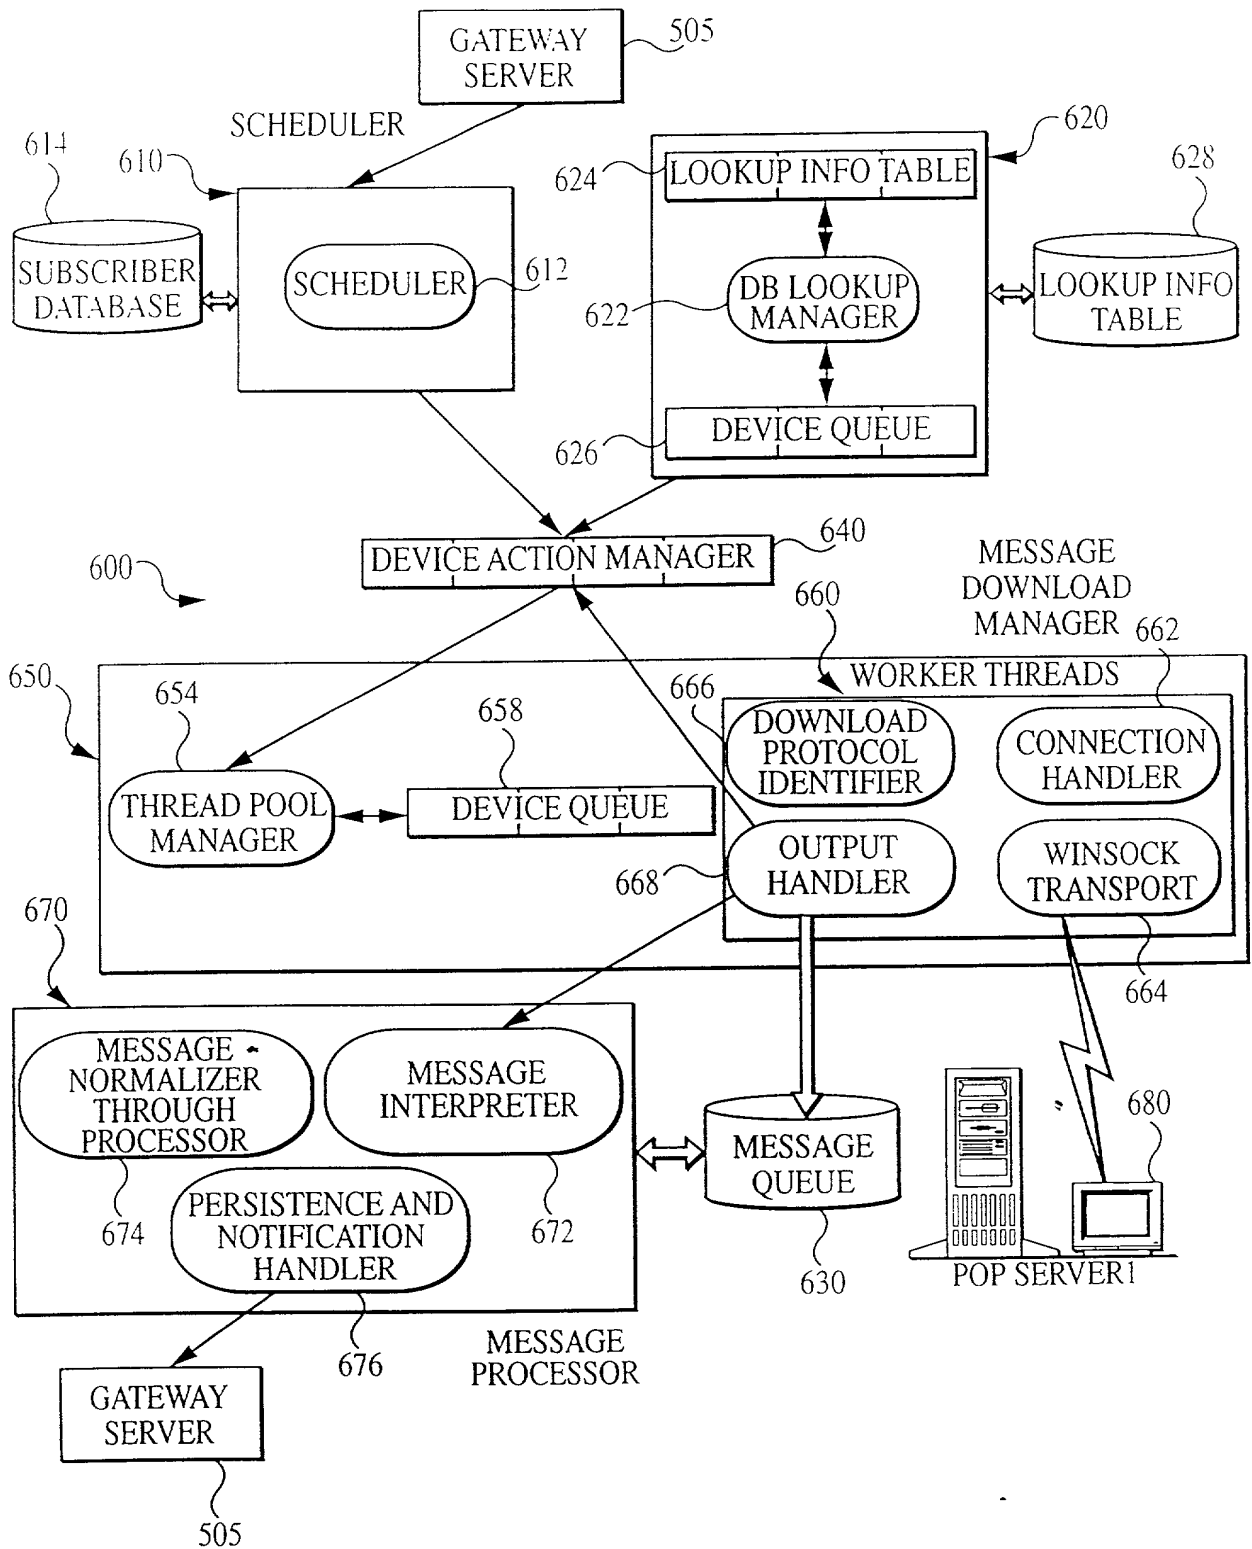 GATEWAY
SERVER
505
SCHEDULER
614
610
SUBSCRIBER
DATABASE
SCHEDULER
612
620
624
LOOKUP INFO TABLE
628
DB LOOKUP
MANAGER
622
LOOKUP INFO
TABLE
626
DEVICE QUEUE
640
DEVICE ACTION MANAGER
600
MESSAGE
DOWNLOAD
MANAGER
660
662
650
WORKER THREADS
654
658
666
DOWNLOAD
PROTOCOL
IDENTIFIER
CONNECTION
HANDLER
THREAD POOL
MANAGER
DEVICE QUEUE
OUTPUT
HANDLER
WINSOCK
TRANSPORT
668
670
664
MESSAGE
NORMALIZER
THROUGH
PROCESSOR
MESSAGE
INTERPRETER
MESSAGE
QUEUE
680
674
PERSISTENCE AND
NOTIFICATION
HANDLER
672
630
POP SERVER1
676
MESSAGE
PROCESSOR
GATEWAY
SERVER
505